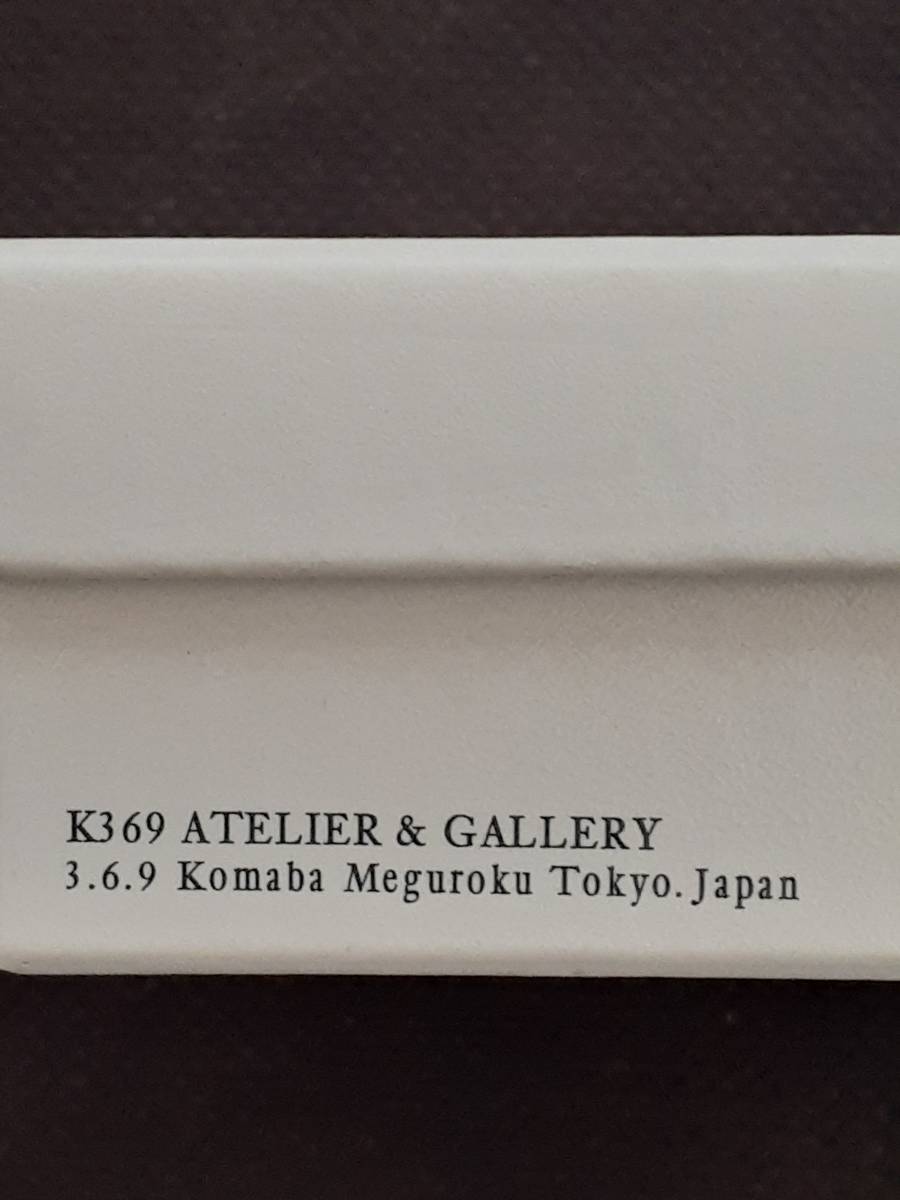 K369 ATELIER & GALLERY
3.6.9 Komaba Meguroku Tokyo.Japan